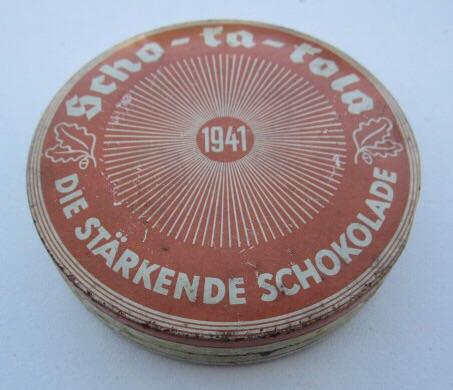 Scho-ka-kola
1941
DIE STÄRKENDE SCHOKOLADE